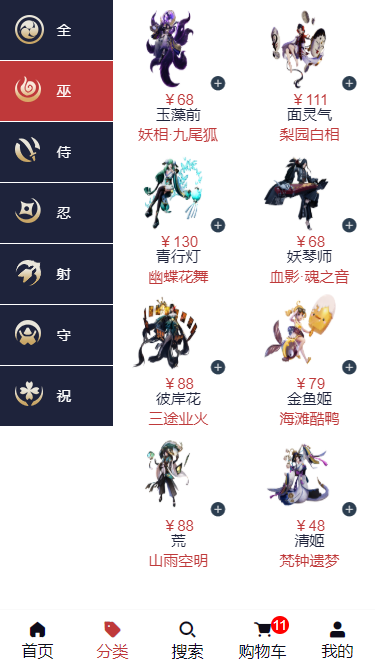 全
巫
侍
忍
射
守
祝
￥68
玉藻前
妖相·九尾狐
￥111
面灵气
梨园白相
￥130
青行灯
幽蝶花舞
￥68
妖琴师
血影·魂之音
￥88
彼岸花
三途业火
￥79
金鱼姬
海滩酷鸭
￥88
荒
山雨空明
￥48
清姬
梵钟遗梦
首页
分类
搜索
11
购物车
我的